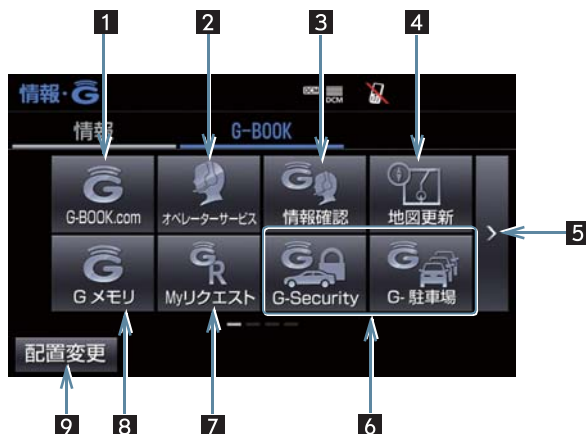 1 2 3 4
情報・G
DCM DCM
情報 G-BOOK
G-BOOK.com オペレーターサービス 情報確認 地図更新
>
5
G メモリ Myリクエスト G-Security G- 駐車場
配置変更
9 8 7 6